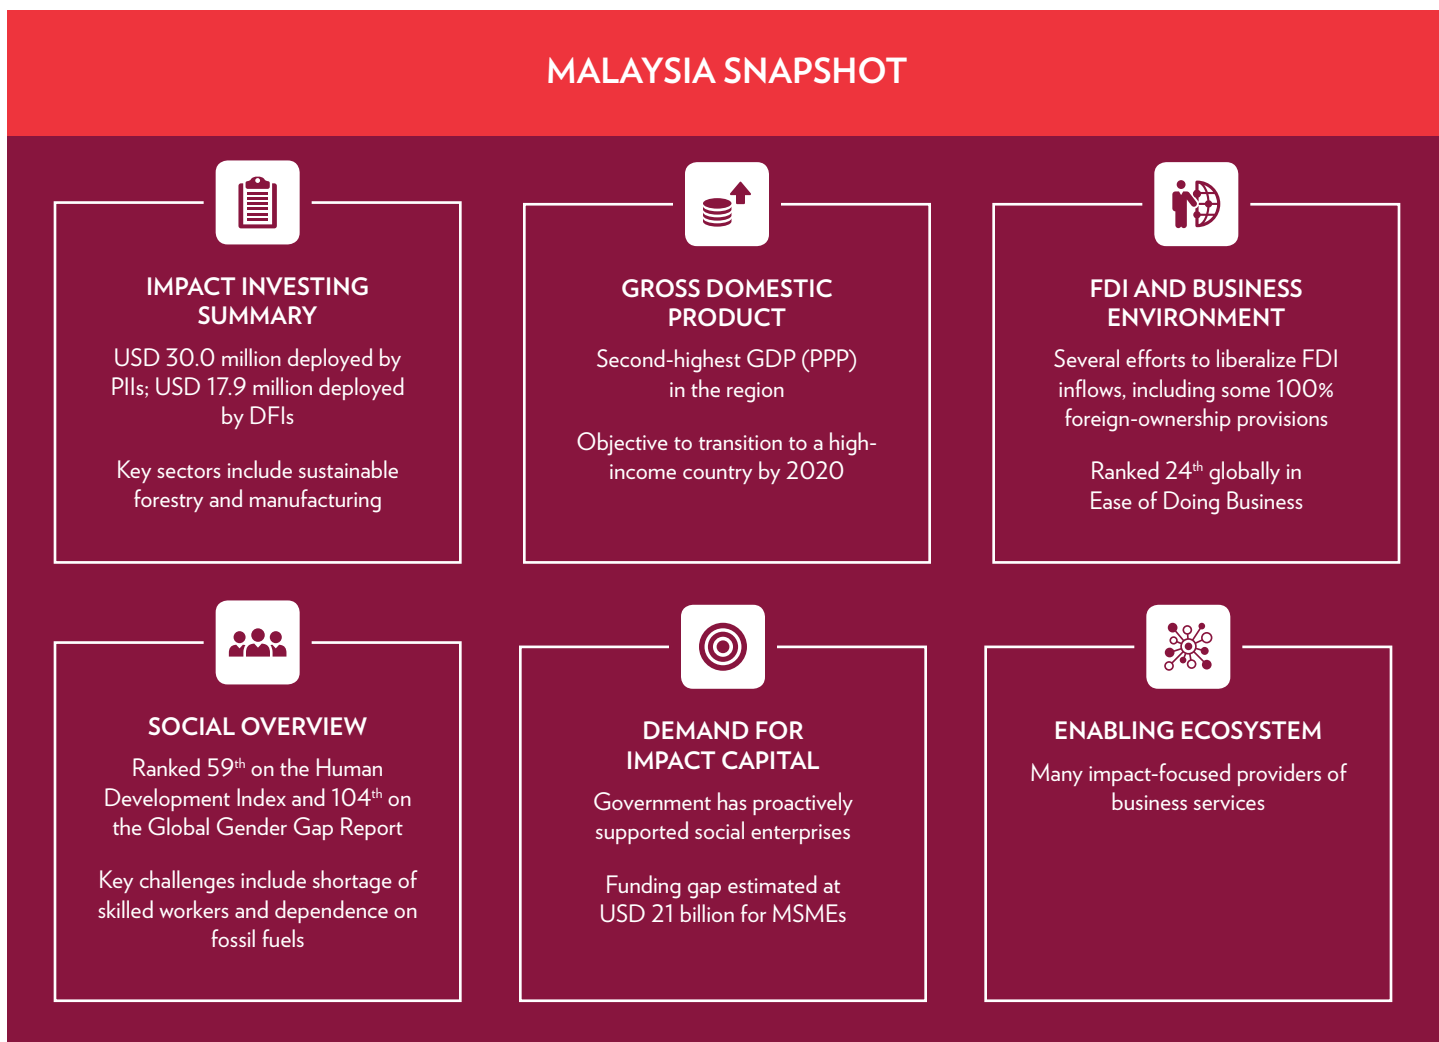 MALAYSIA SNAPSHOT
IMPACT INVESTING
SUMMARY
USD 30.0 million deployed by
PIIs; USD 17.9 million deployed
by DFIs
Key sectors include sustainable
forestry and manufacturing
GROSS DOMESTIC
PRODUCT
Second-highest GDP (PPP)
in the region
Objective to transition to a high-
income country by 2020
FDI AND BUSINESS
ENVIRONMENT
Several efforts to liberalize FDI
inflows, including some 100%
foreign-ownership provisions
Ranked 24th globally in
Ease of Doing Business
SOCIAL OVERVIEW
Ranked 59th on the Human
Development Index and 104th on
the Global Gender Gap Report
Key challenges include shortage of
skilled workers and dependence on
fossil fuels
DEMAND FOR
IMPACT CAPITAL
Government has proactively
supported social enterprises
Funding gap estimated at
USD 21 billion for MSMEs
ENABLING ECOSYSTEM
Many impact-focused providers of
business services